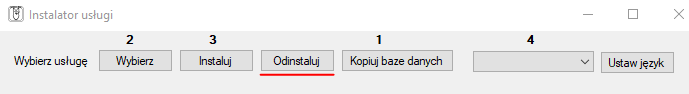 Instalator usługi
2 3 1 4
Wybierz usługę Wybierz Instaluj Odinstaluj Kopiuj baze danych Ustaw język